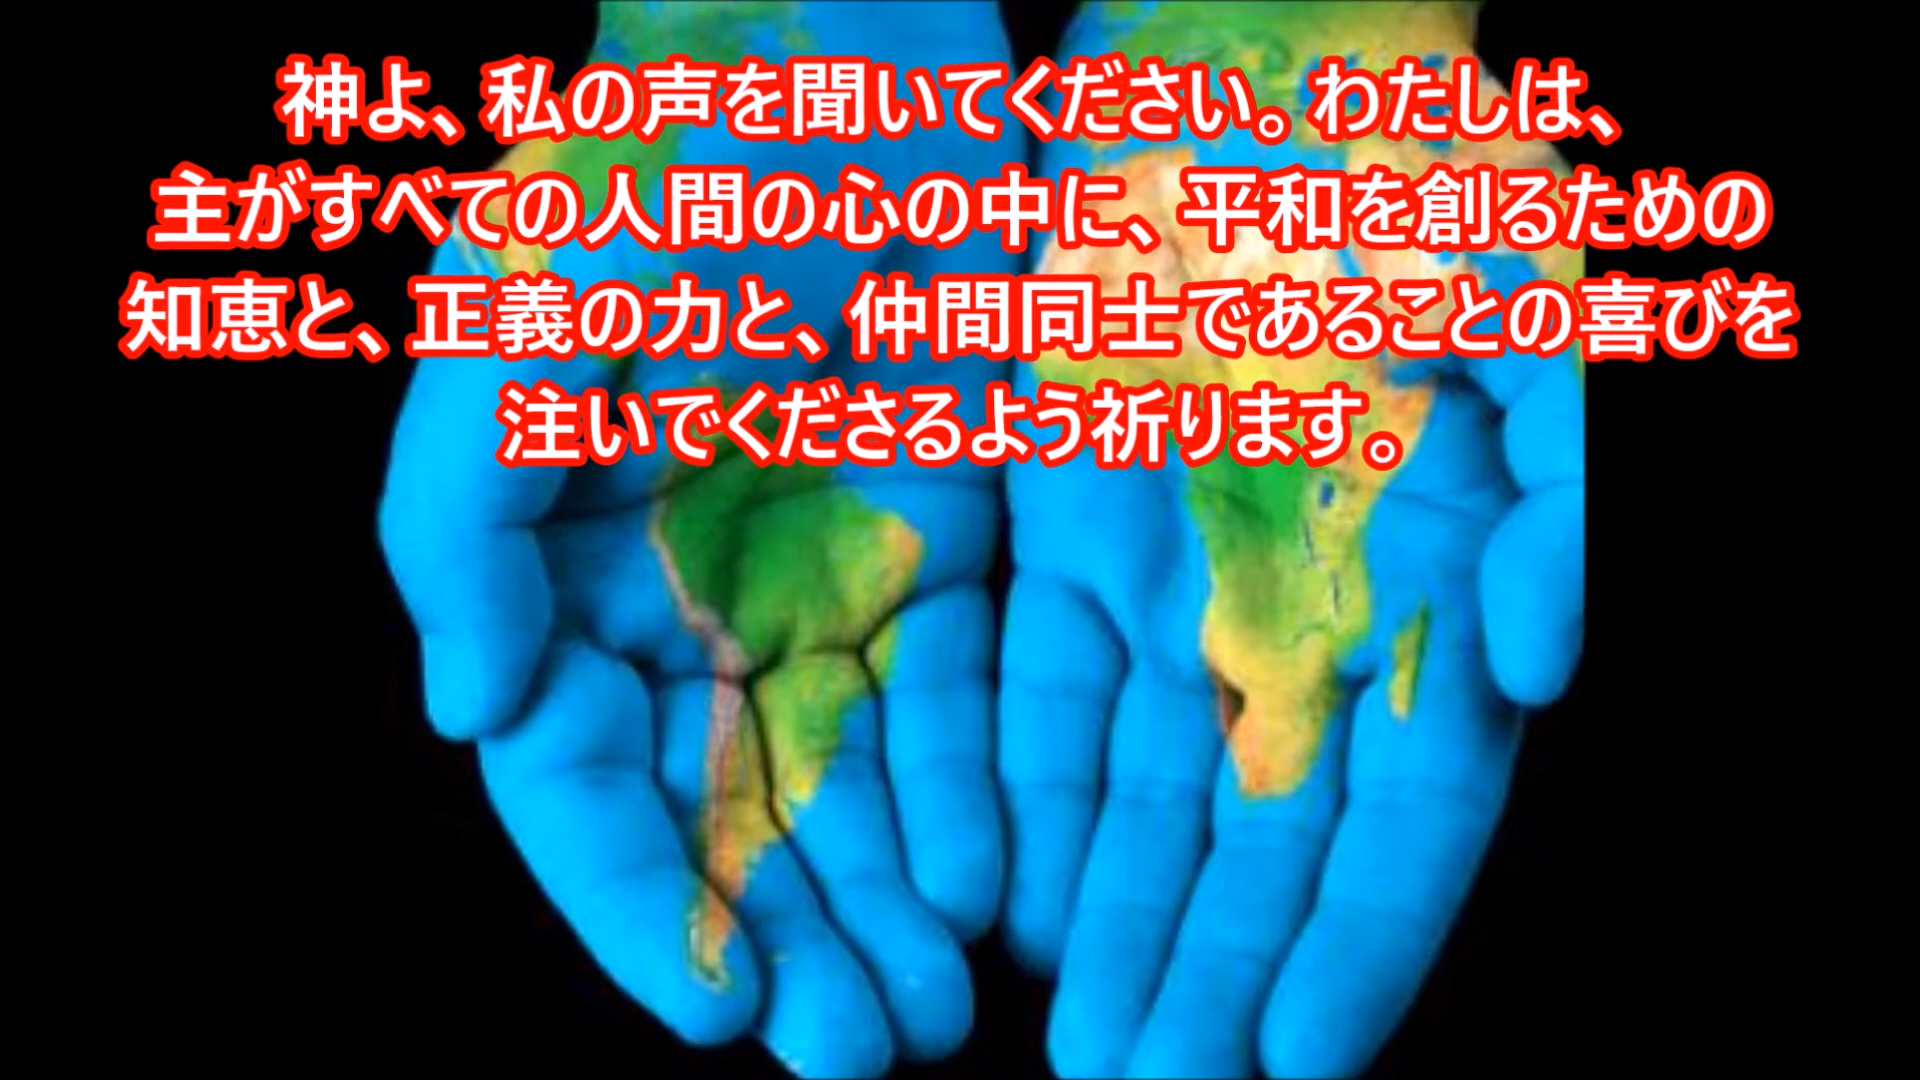 神よ、私の声を聞いてください。わたしは、
主がすべての人間の心の中に、平和を創るための
知恵と、正義の力と、仲間同士であることの喜びを
注いでくださるよう祈ります。